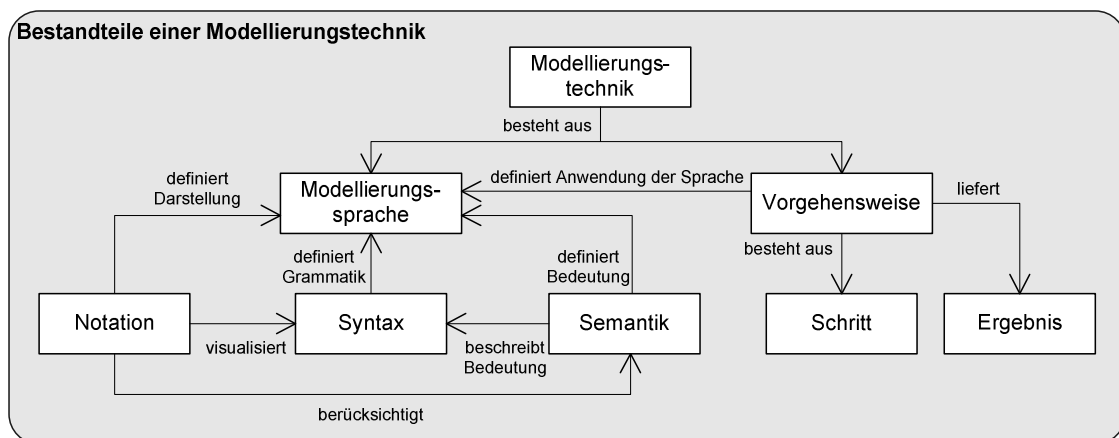 Bestandteile einer Modellierungstechnik
Modellierungs-
technik
besteht aus
definiert
Darstellung
Modellierungs-
sprache
definiert Anwendung der Sprache
Vorgehensweise
liefert
definiert
Grammatik
definiert
Bedeutung
besteht aus
Notation
visualisiert
Syntax
beschreibt
Bedeutung
Semantik
Schritt
Ergebnis
berücksichtigt